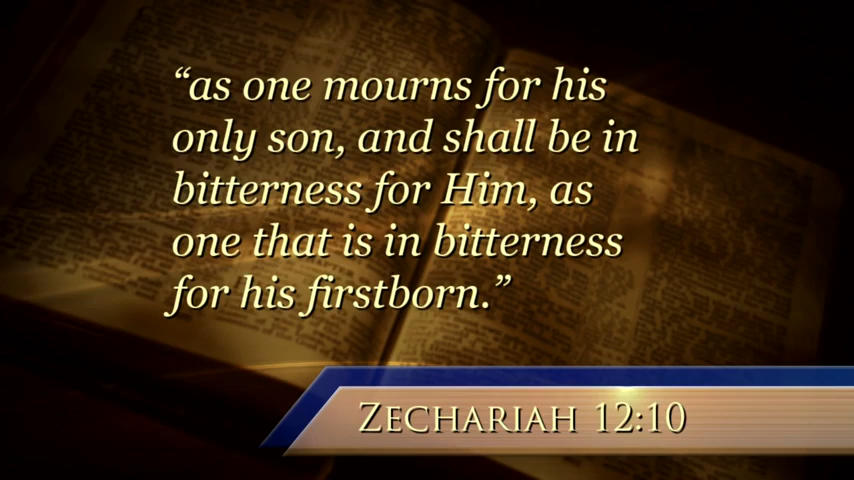 “as one mourns for his
only son, and shall be in
bitterness for Him, as
one that is in bitterness
for his firstborn.”
Zechariah 12:10